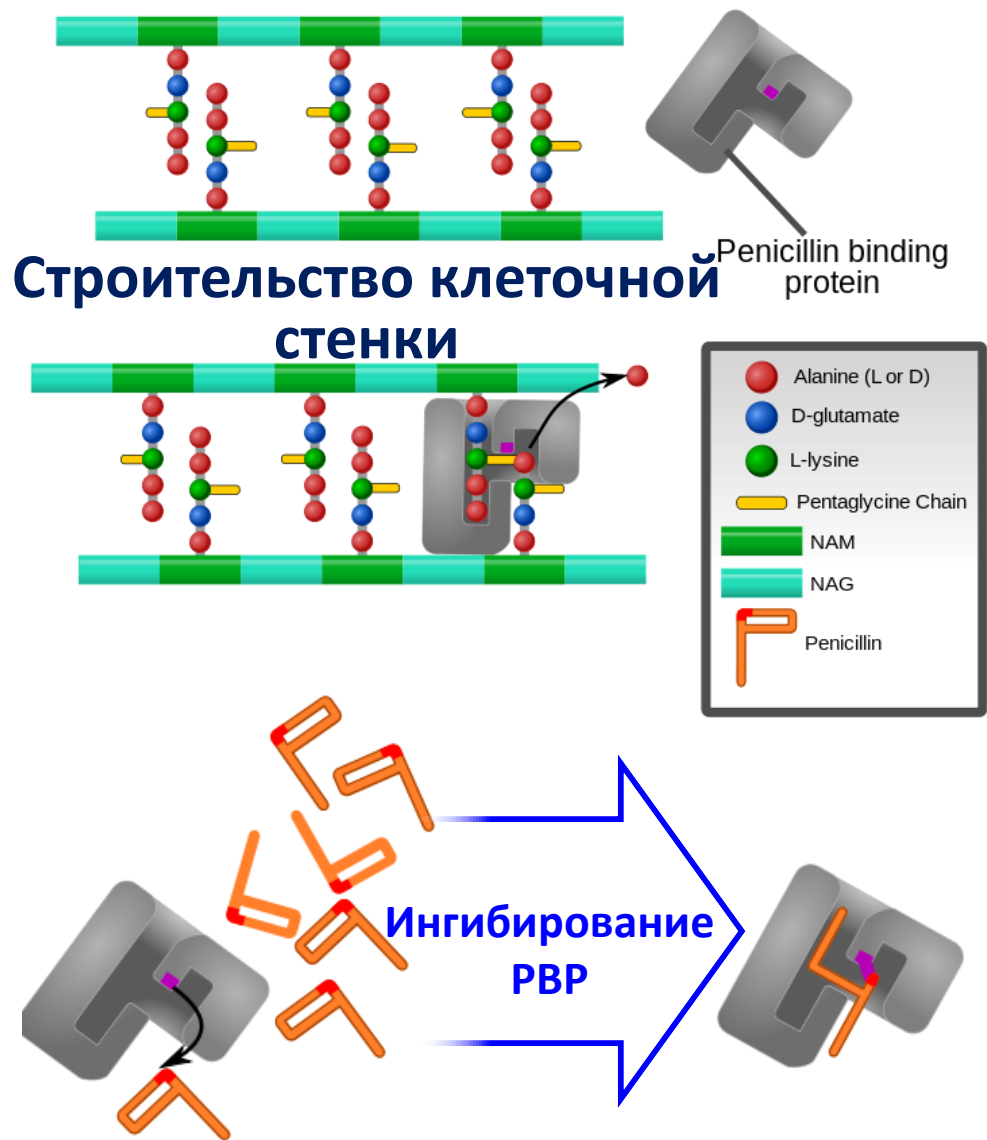 Penicillin binding
protein
Строительство клеточной
стенки
Alanine (L or D)
D-glutamate
L-lysine
Pentaglycine Chain
NAM
NAG
Penicillin
Ингибирование
PBP